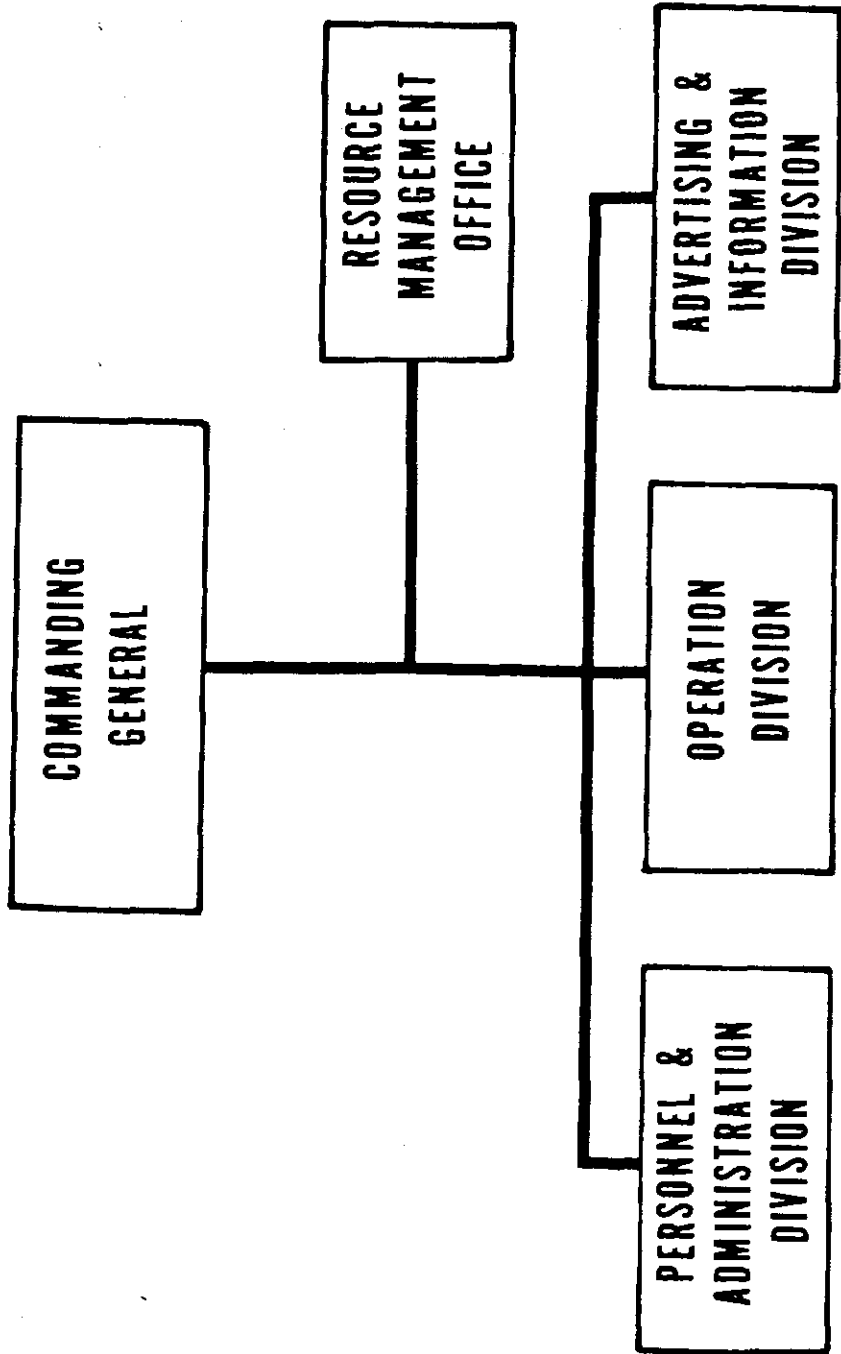 COMMANDING
GENERAL
RESOURCE
MANAGEMENT
OFFICE
PERSONNEL &
ADMINISTRATION
DIVISION
OPERATION
DIVISION
ADVERTISING &
INFORMATION
DIVISION